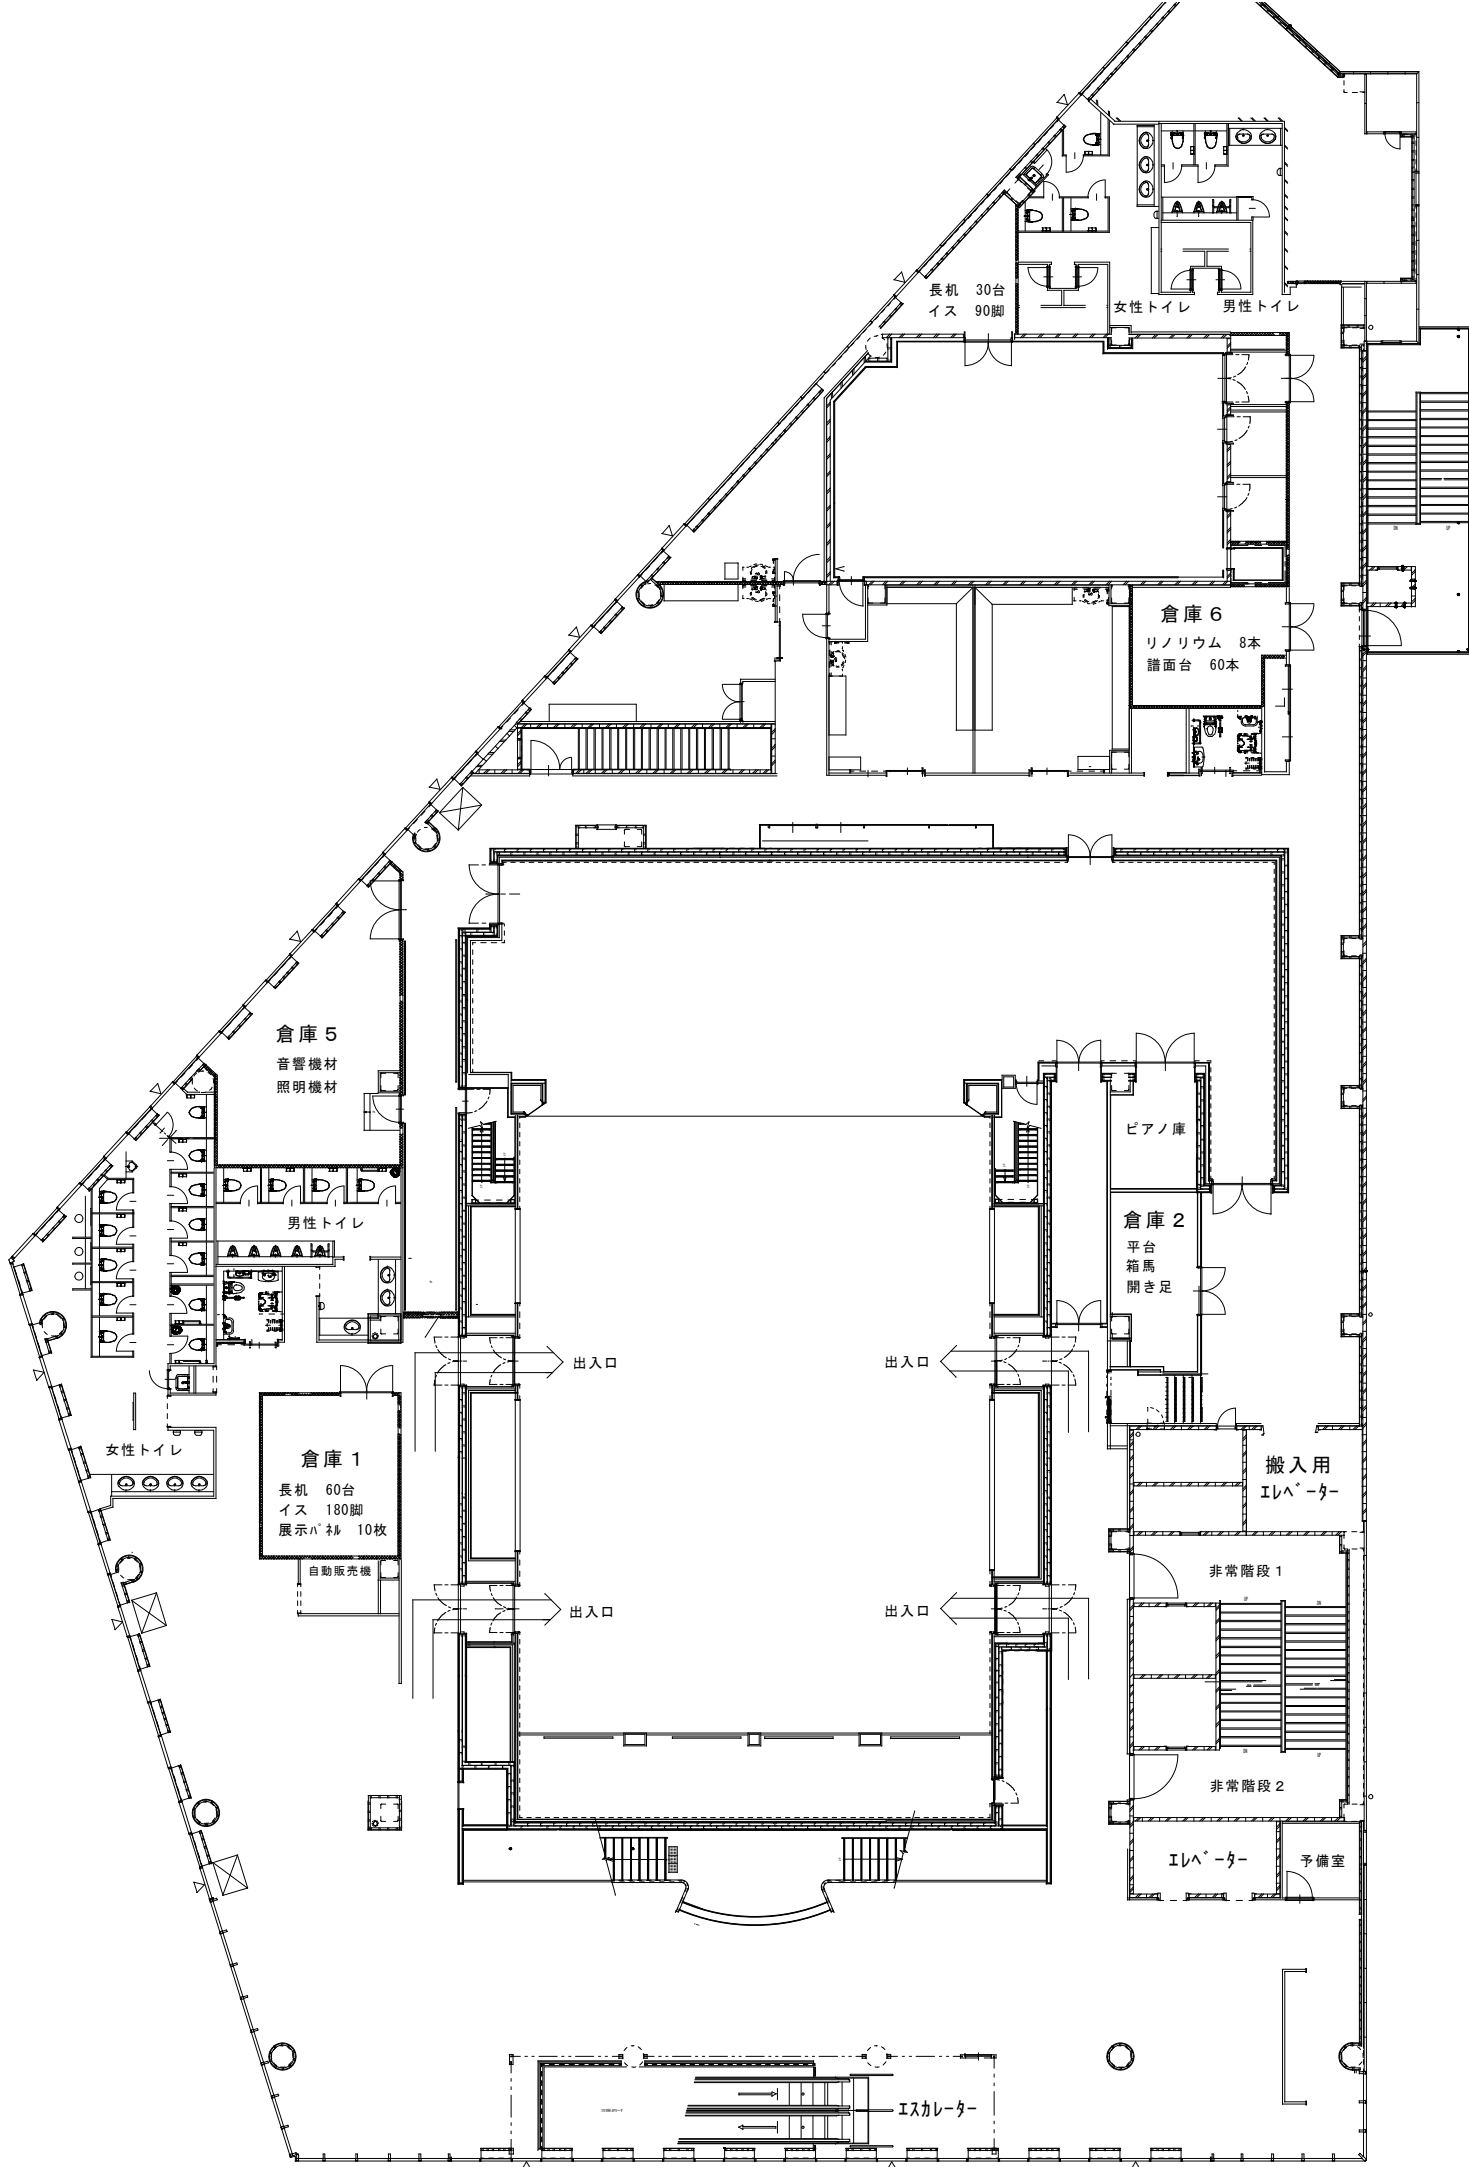 長机 30台
イス 90脚
女性トイレ 男性トイレ
倉庫６
リノリウム 8本
譜面台 60本
倉庫５
音響機材
照明機材
ピアノ庫
男性トイレ
倉庫２
平台
箱馬
開き足
出入口
出入口
女性トイレ
倉庫１
長机 60台
イス 180脚
展示ﾊﾟﾈﾙ 10枚
搬入用
ｴﾚﾍﾞｰﾀｰ
自動販売機
非常階段１
出入口
出入口
非常階段２
ｴﾚﾍﾞｰﾀｰ
予備室
ｴｽｶﾚｰﾀｰ